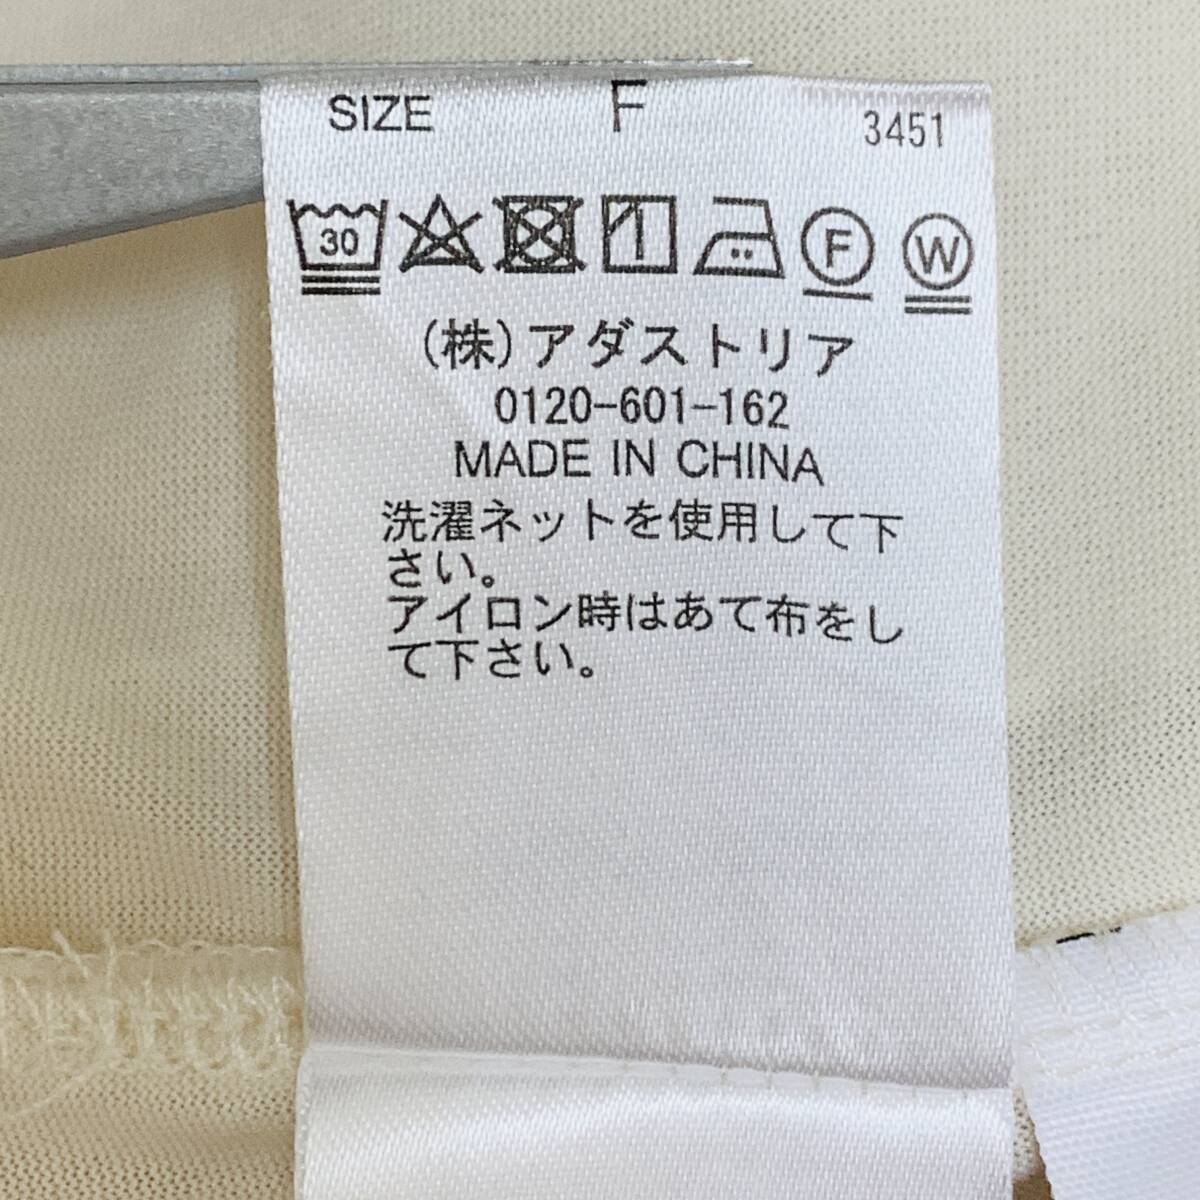 SIZE F 3451
30 F W
(株)アダストリア
0120-601-162
MADE IN CHINA
洗濯ネットを使用して下
さい。
アイロン時はあて布をし
て下さい。